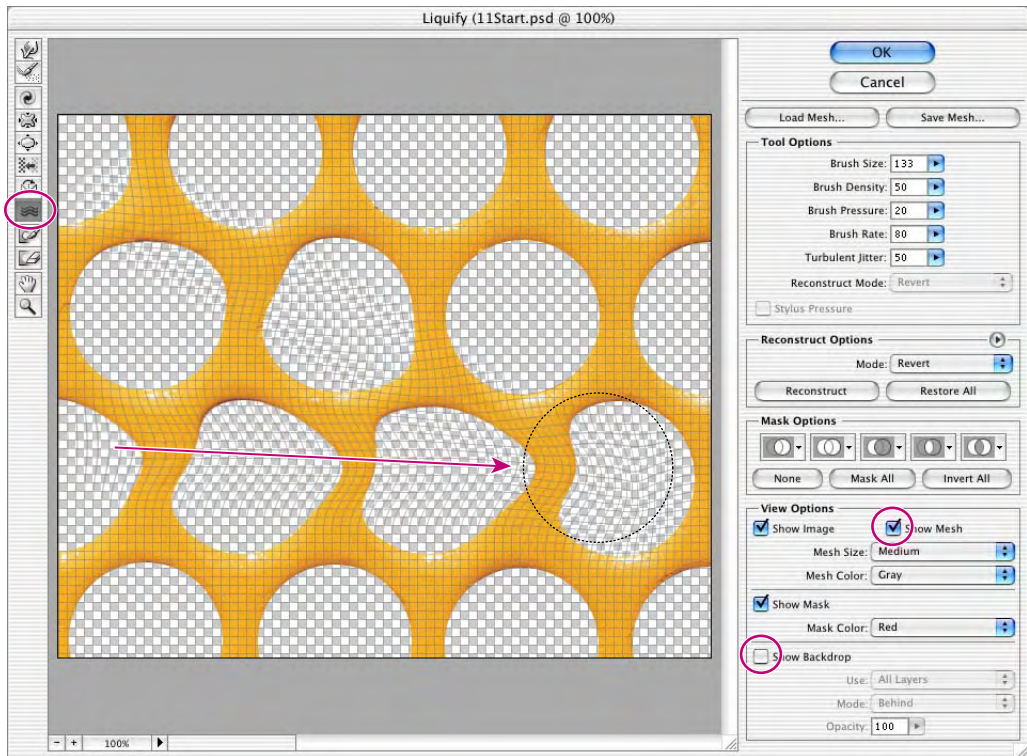 Liquify (11Start.psd @ 100%)
OK
Cancel
Load Mesh... Save Mesh...
Tool Options
Brush Size: 133
Brush Density: 50
Brush Pressure: 20
Brush Rate: 80
Turbulent Jitter: 50
Reconstruct Mode: Revert
Stylus Pressure
Reconstruct Options
Mode: Revert
Reconstruct Restore All
Mask Options
None Mask All Invert All
View Options
Show Image Show Mesh
Mesh Size: Medium
Mesh Color: Gray
Show Mask
Mask Color: Red
Show Backdrop
Use: All Layers
Mode: Behind
Opacity: 100
- + 100%